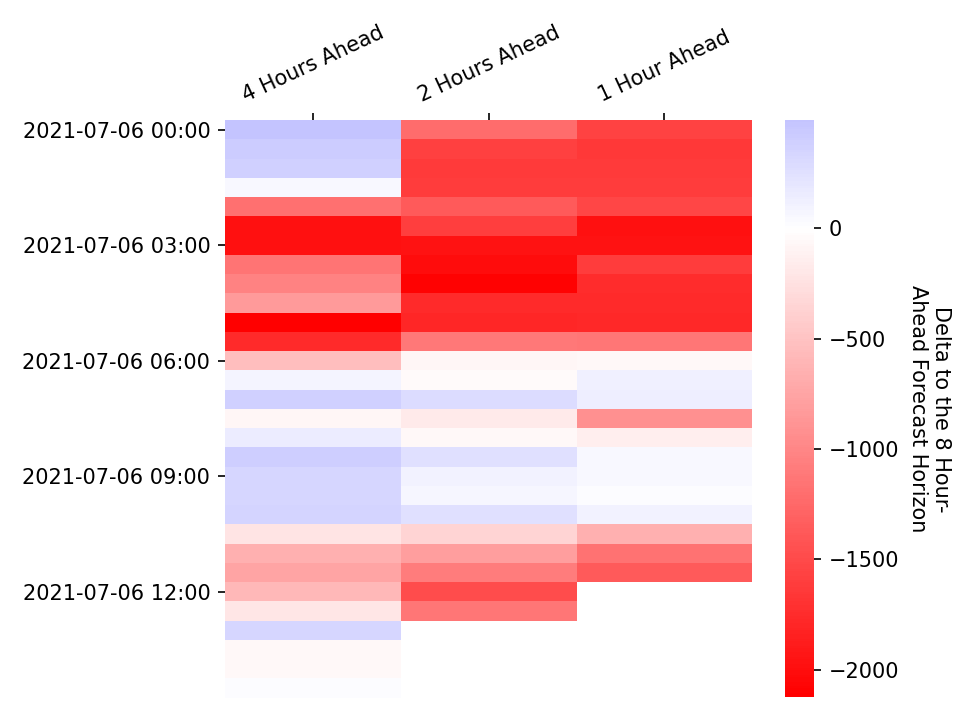 4 Hours Ahead
2 Hours Ahead
1 Hour Ahead
2021-07-06 00:00
2021-07-06 03:00
2021-07-06 06:00
2021-07-06 09:00
2021-07-06 12:00
0
−500
−1000
−1500
−2000
Delta to the 8 Hour-
Ahead Forecast Horizon